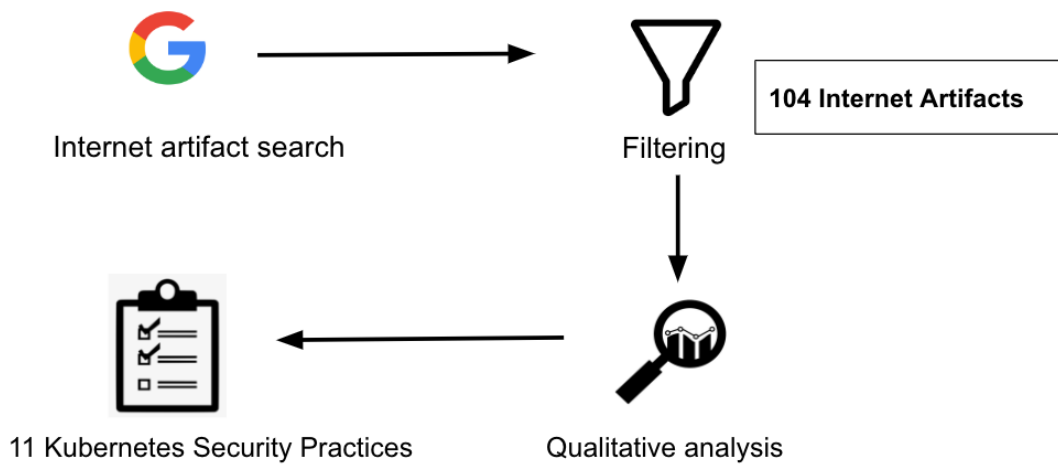 Internet artifact search
Filtering
104 Internet Artifacts
11 Kubernetes Security Practices
Qualitative analysis